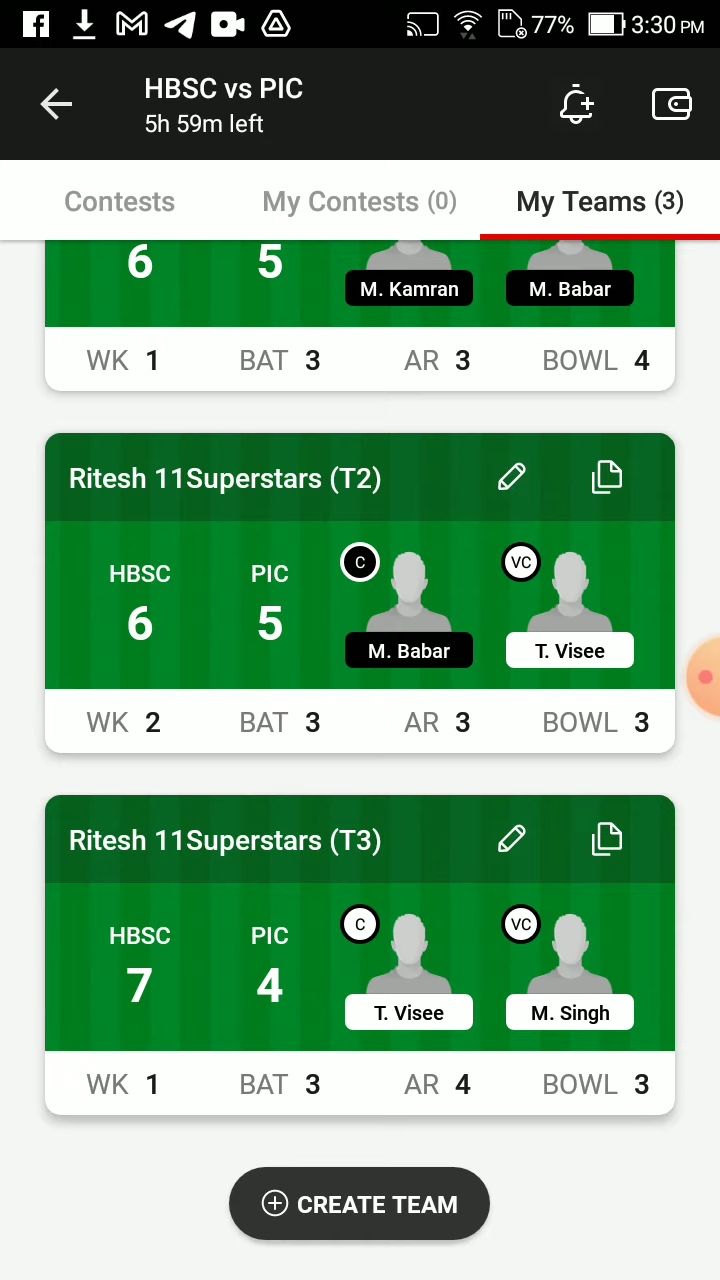 77% 3:30 PM
HBSC vs PIC
5h 59m left
Contests My Contests (0) My Teams (3)
6 5 M. Kamran M. Babar
WK 1 BAT 3 AR 3 BOWL 4
Ritesh 11Superstars (T2)
HBSC PIC C VC
6 5 M. Babar T. Visee
WK 2 BAT 3 AR 3 BOWL 3
Ritesh 11Superstars (T3)
HBSC PIC C VC
7 4 T. Visee M. Singh
WK 1 BAT 3 AR 4 BOWL 3
CREATE TEAM